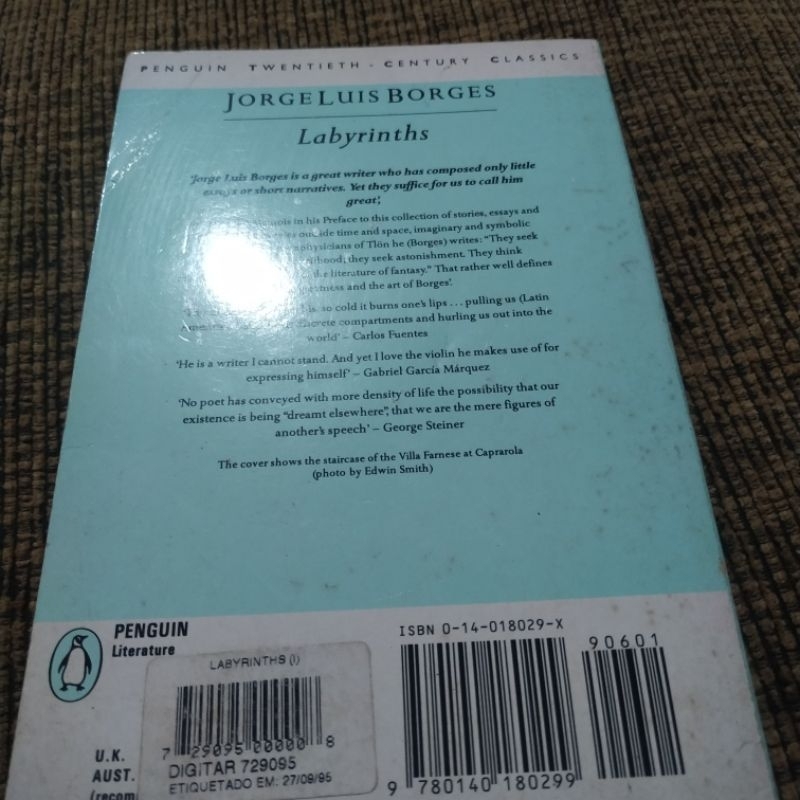 PENGUIN TWENTIETH-CENTURY CLASSICS
JORGE LUIS BORGES
Labyrinths
'Jorge Luis Borges is a great writer who has composed only little
essays or short narratives. Yet they suffice for us to call him
great',
Maurois in his Preface to this collection of stories, essays and
outside time and space, imaginary and symbolic
of Tlön he (Borges) writes: "They seek
they seek astonishment. They think
literature of fantasy." That rather well defines
and the art of Borges'.
is, so cold it burns one's lips ... pulling us (Latin
compartments and hurling us out into the
world' – Carlos Fuentes
'He is a writer I cannot stand. And yet I love the violin he makes use of for
expressing himself' – Gabriel García Márquez
'No poet has conveyed with more density of life the possibility that our
existence is being "dreamt elsewhere", that we are the mere figures of
another's speech' – George Steiner
The cover shows the staircase of the Villa Farnese at Caprarola
(photo by Edwin Smith)
PENGUIN
Literature
ISBN 0-14-018029-X
90601
LABYRINTHS (I)
7 29095 00000 8
DIGITAR 729095
ETIQUETADO EM: 27/09/95
U.K.
AUST.
(recom
9 780140 180299